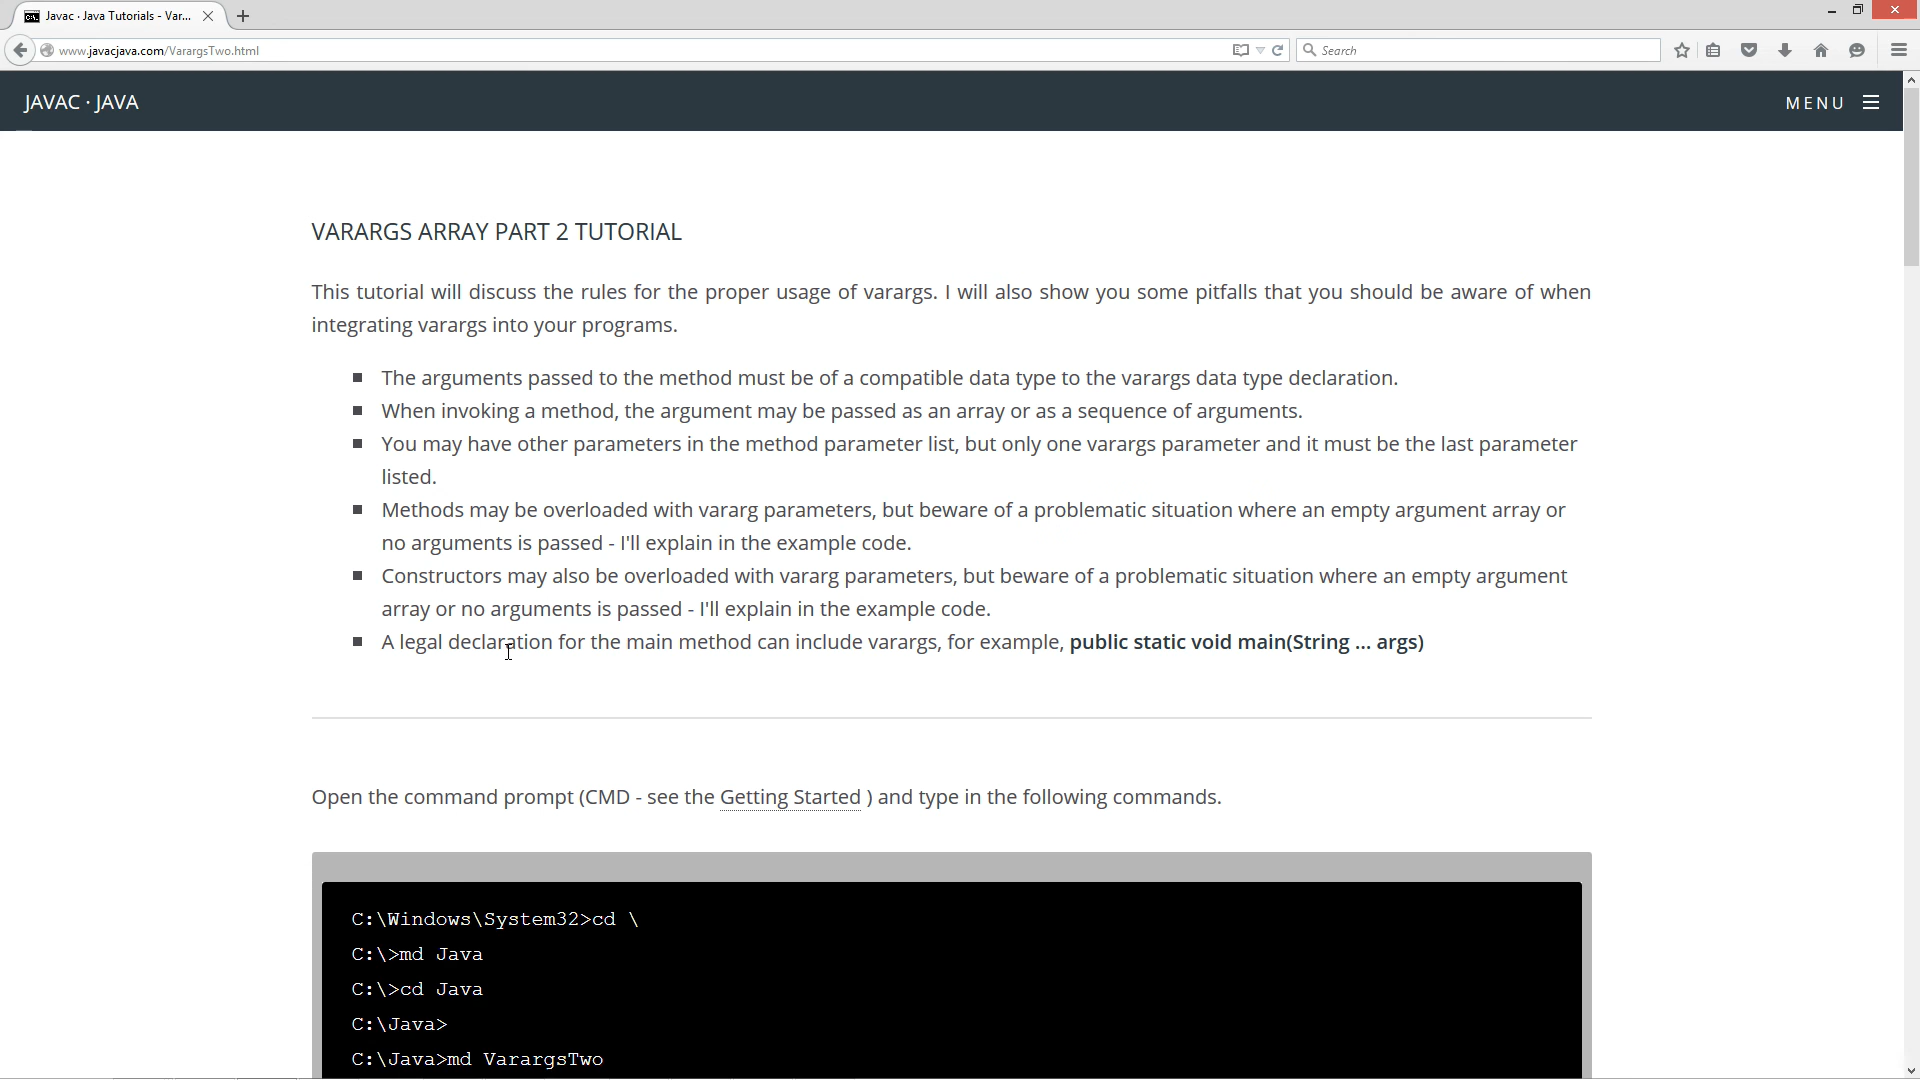 Javac · Java Tutorials - Var...
www.javacjava.com/VarargsTwo.html
Search
JAVAC · JAVA
MENU
VARARGS ARRAY PART 2 TUTORIAL
This tutorial will discuss the rules for the proper usage of varargs. I will also show you some pitfalls that you should be aware of when
integrating varargs into your programs.
The arguments passed to the method must be of a compatible data type to the varargs data type declaration.
When invoking a method, the argument may be passed as an array or as a sequence of arguments.
You may have other parameters in the method parameter list, but only one varargs parameter and it must be the last parameter
listed.
Methods may be overloaded with vararg parameters, but beware of a problematic situation where an empty argument array or
no arguments is passed - I'll explain in the example code.
Constructors may also be overloaded with vararg parameters, but beware of a problematic situation where an empty argument
array or no arguments is passed - I'll explain in the example code.
A legal declaration for the main method can include varargs, for example, public static void main(String ... args)
Open the command prompt (CMD - see the Getting Started ) and type in the following commands.
C:\Windows\System32>cd \
C:\>md Java
C:\>cd Java
C:\Java>
C:\Java>md VarargsTwo